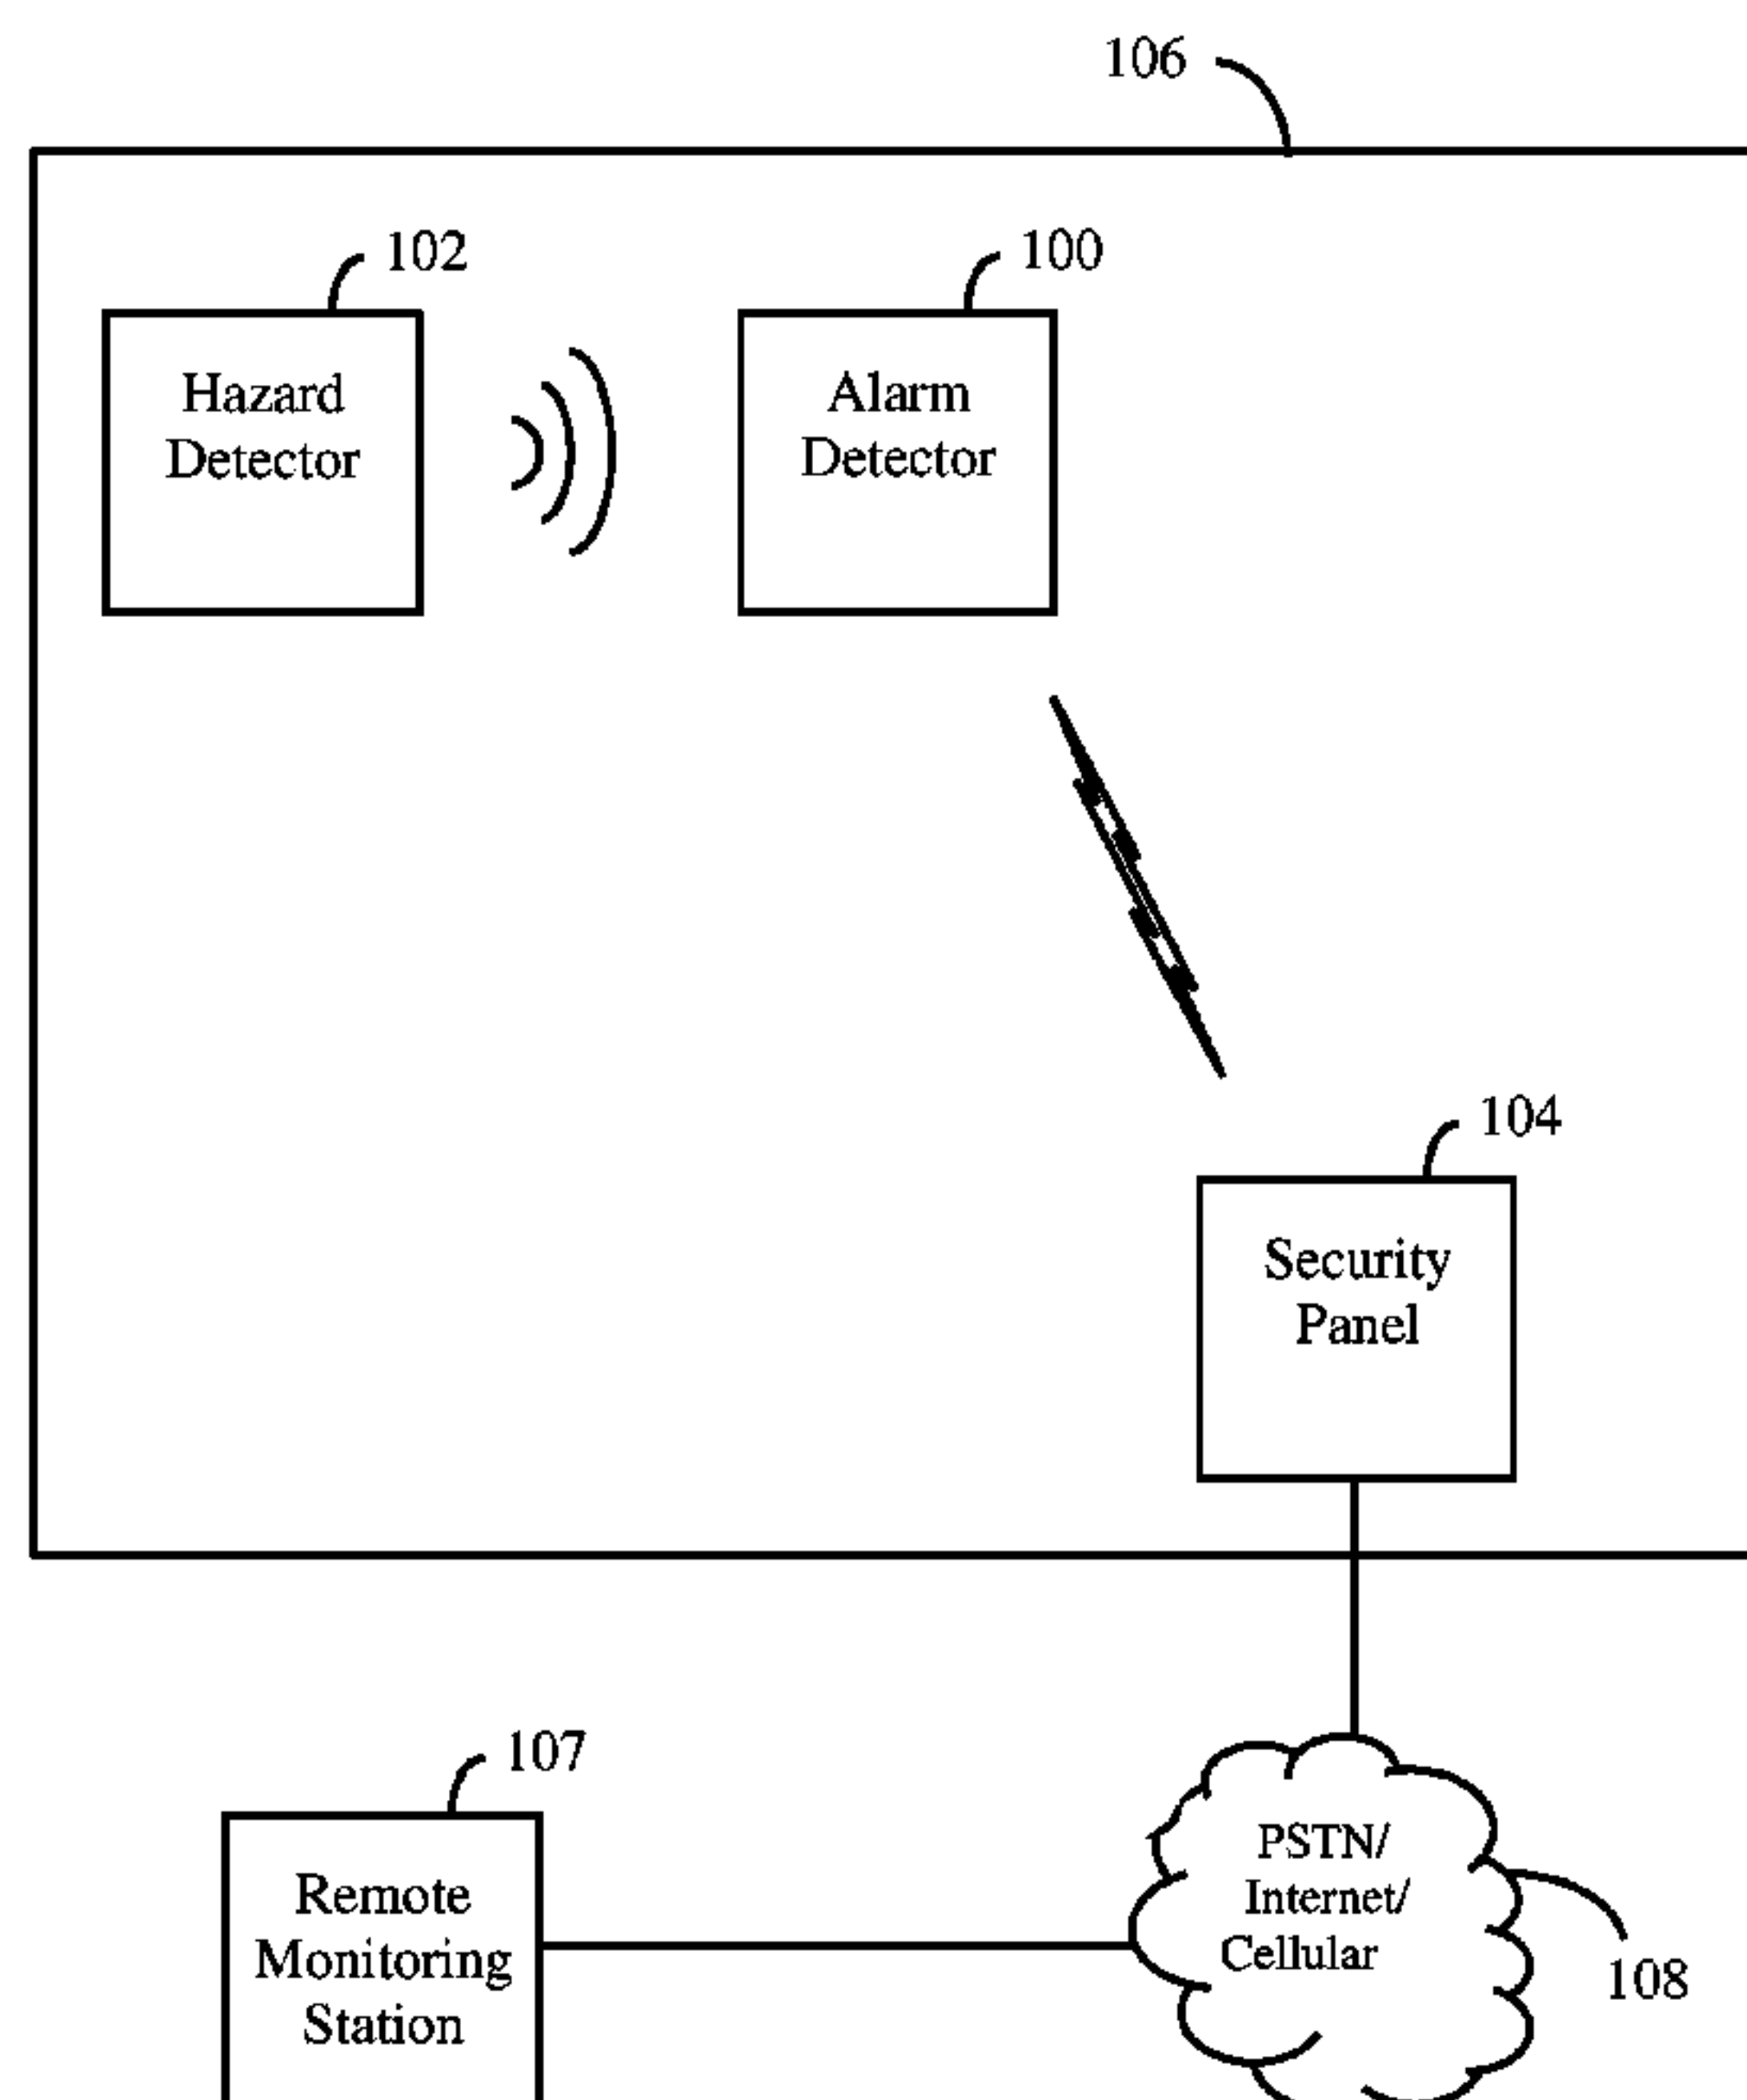 106
102
100
Hazard
Detector
Alarm
Detector
104
Security
Panel
107
Remote
Monitoring
Station
PSTN/
Internet/
Cellular
108